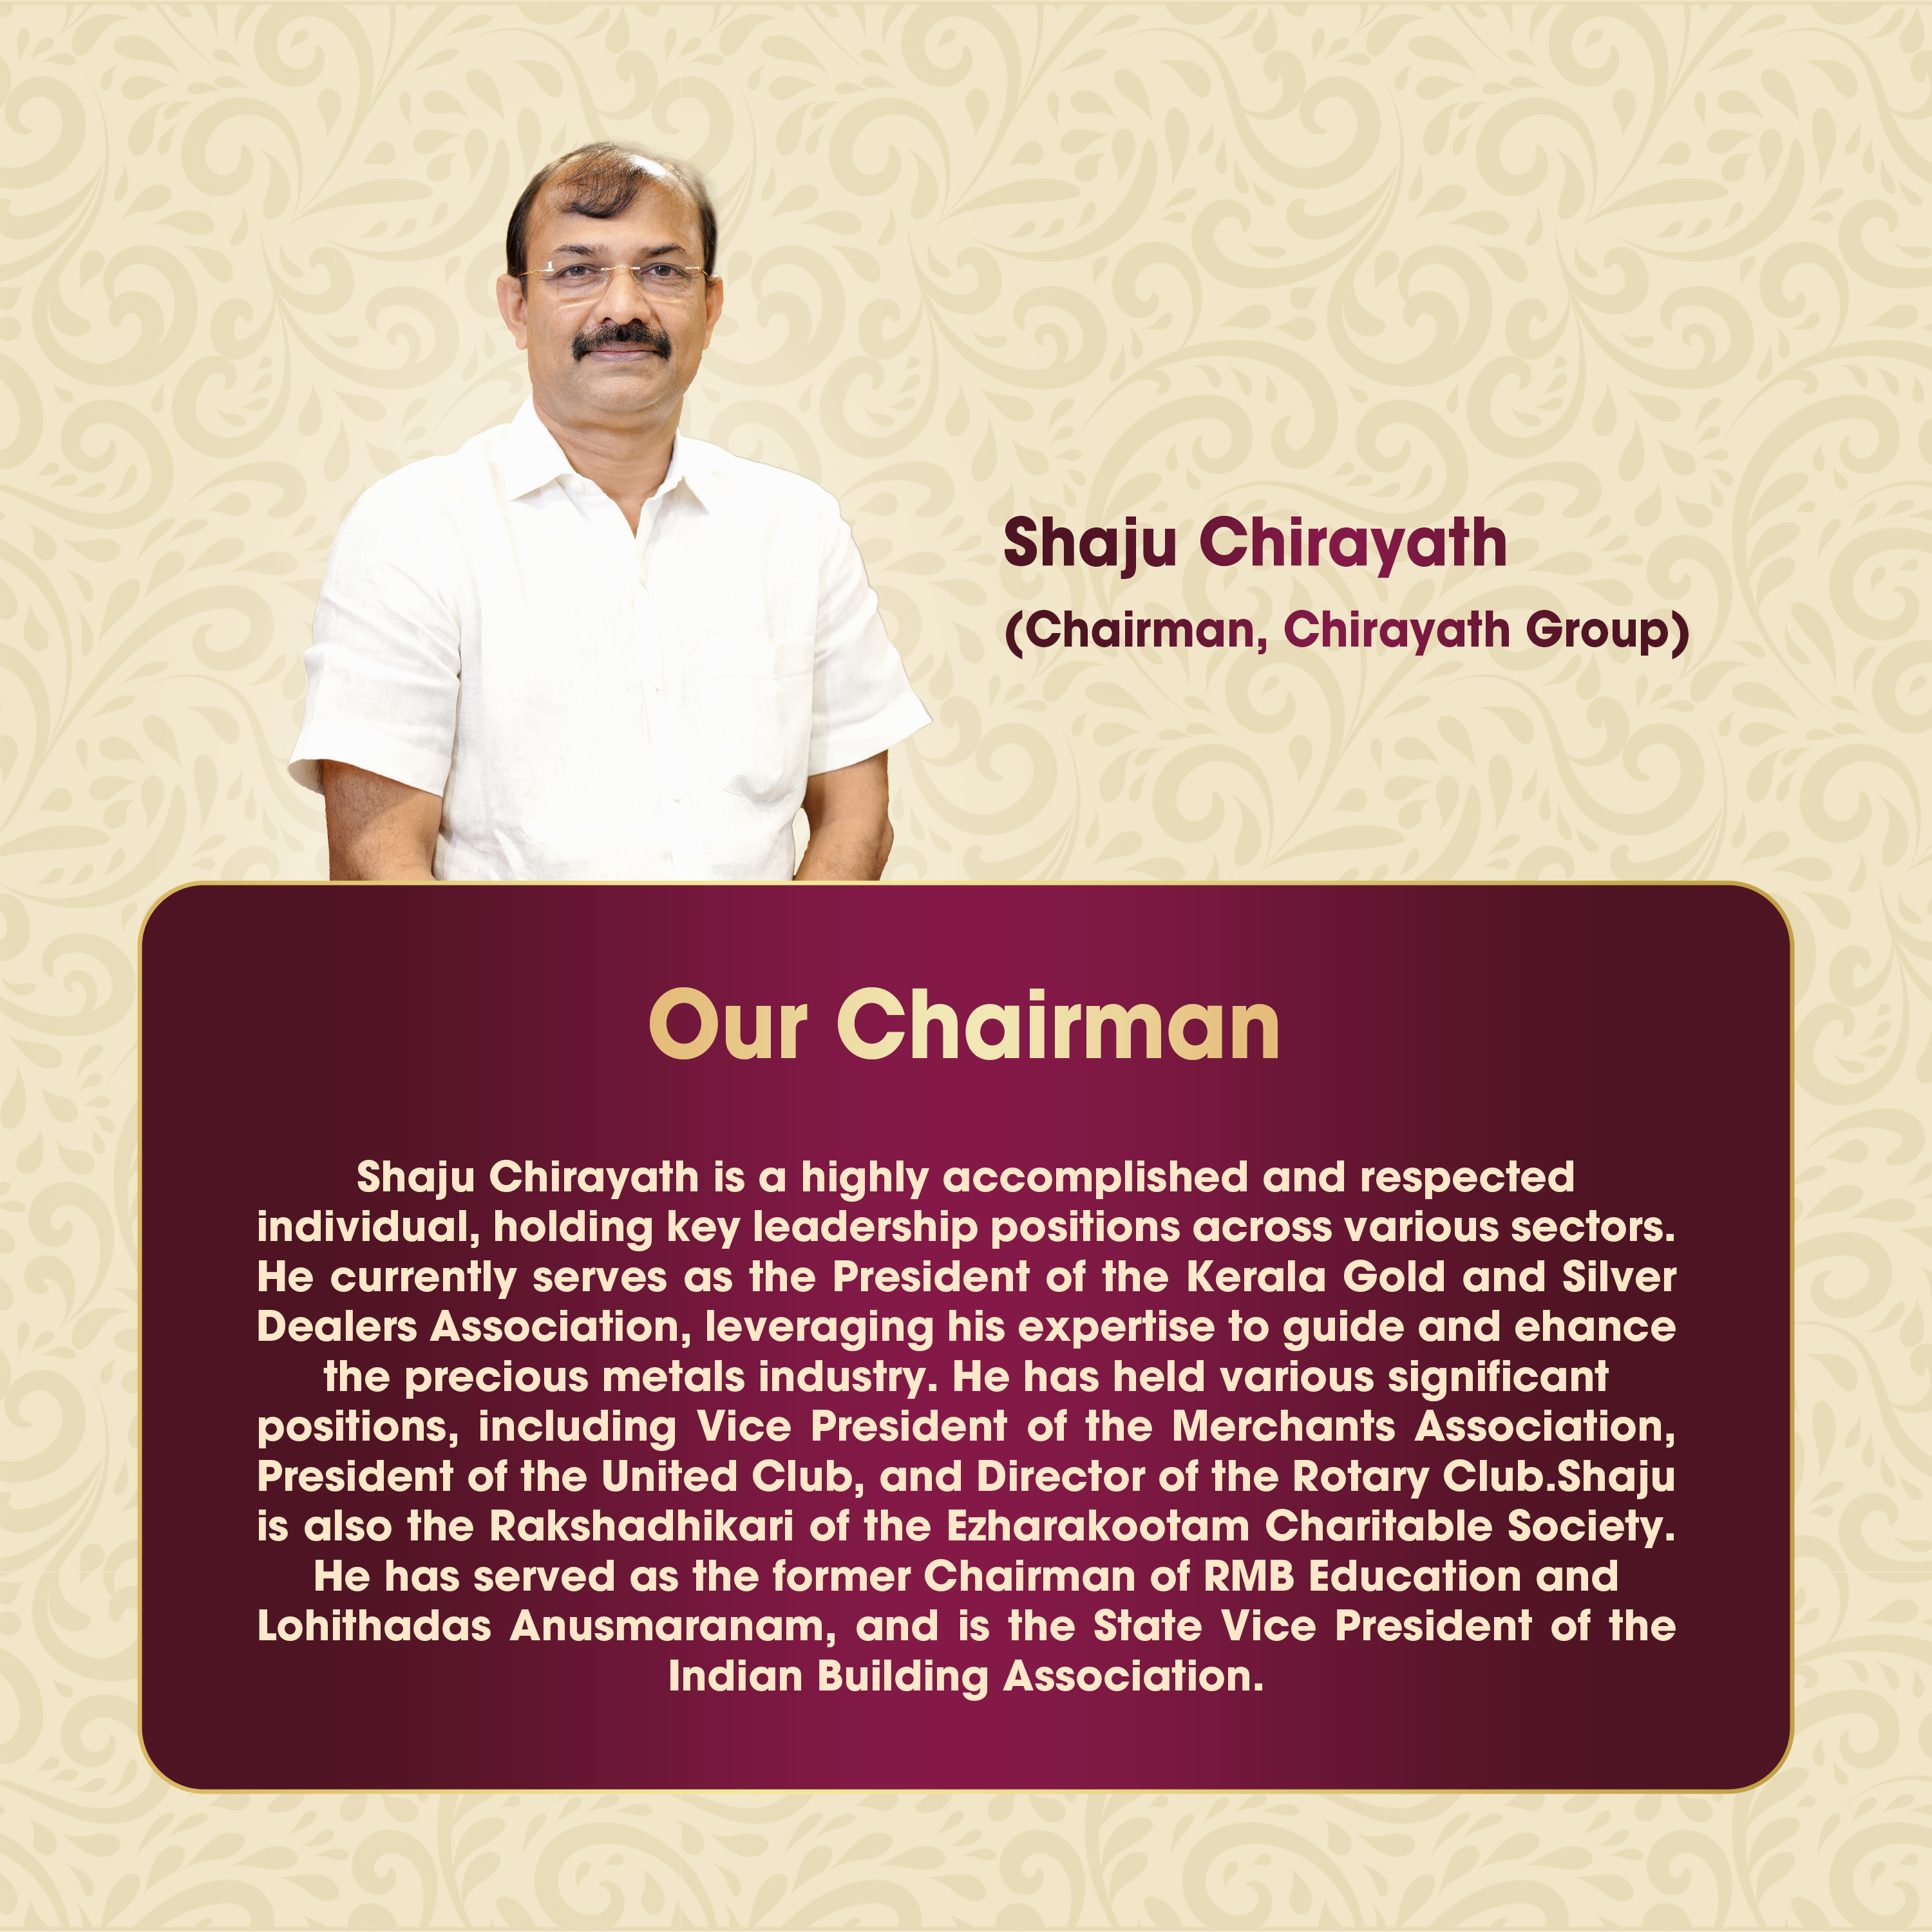 Shaju Chirayath
(Chairman, Chirayath Group)
Our Chairman
Shaju Chirayath is a highly accomplished and respected
individual, holding key leadership positions across various sectors.
He currently serves as the President of the Kerala Gold and Silver
Dealers Association, leveraging his expertise to guide and ehance
the precious metals industry. He has held various significant
positions, including Vice President of the Merchants Association,
President of the United Club, and Director of the Rotary Club.Shaju
is also the Rakshadhikari of the Ezharakootam Charitable Society.
He has served as the former Chairman of RMB Education and
Lohithadas Anusmaranam, and is the State Vice President of the
Indian Building Association.